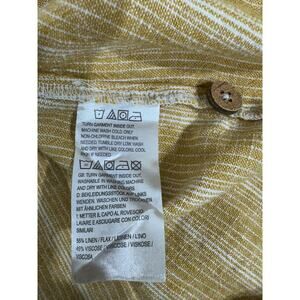 TURN GARMENT INSIDE OUT.
MACHINE WASH COLD ONLY
NON-CHLORINE BLEACH WHEN
NEEDED TUMBLE DRY LOW. WASH
AND DRY WITH LIKE COLORS. COOL
IRON IF NEEDED
GB: TURN GARMENT INSIDE OUT.
WASHABLE IN WASHING MACHINE
AND DRY WITH LIKE COLORS
D: BEKLEIDUNGSSTÜCK AUF LINKS
WENDEN, WASCHEN UND TROCKNEN
MIT ÄHNLICHEN FARBEN
I: METTER IL CAPO AL ROVESCIO,
LAVARE E ASCIUGARE CON COLORI
SIMILARI
55% LINEN / FLAX / LEINEN / LINO
45% VISCOSE / VISCOSE / VISKOSE /
VISCOSA